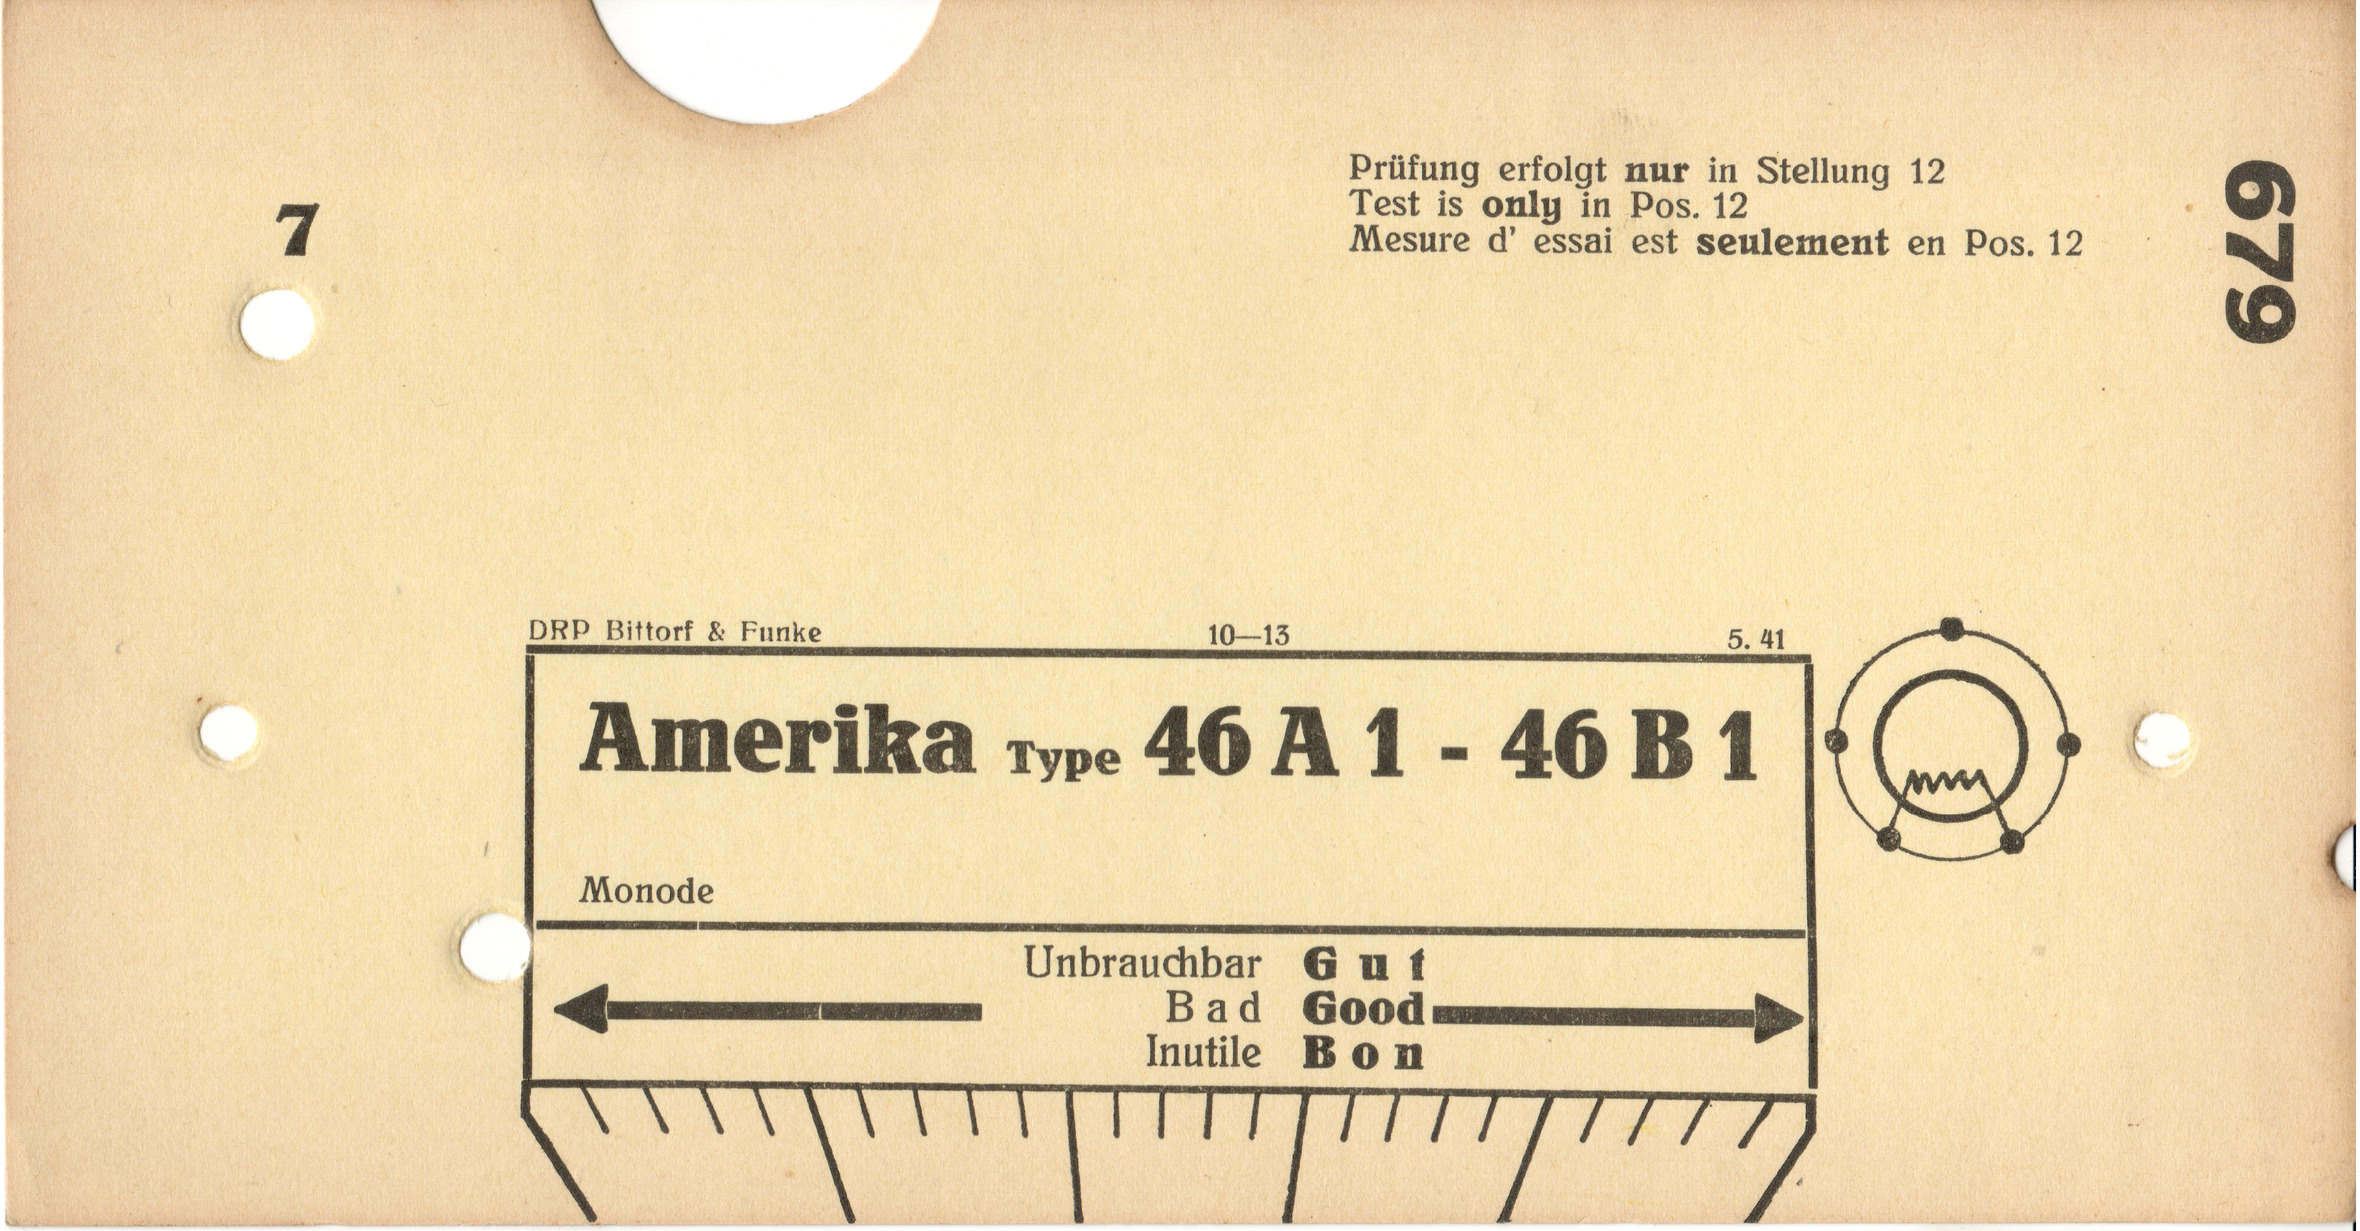 7
Prüfung erfolgt nur in Stellung 12
Test is only in Pos. 12
Mesure d' essai est seulement en Pos. 12
679
DRP Bittorf & Funke 10—13 5. 41
Amerika Type 46 A 1 - 46 B 1
Monode
Unbrauchbar Gut
Bad Good
Inutile Bon